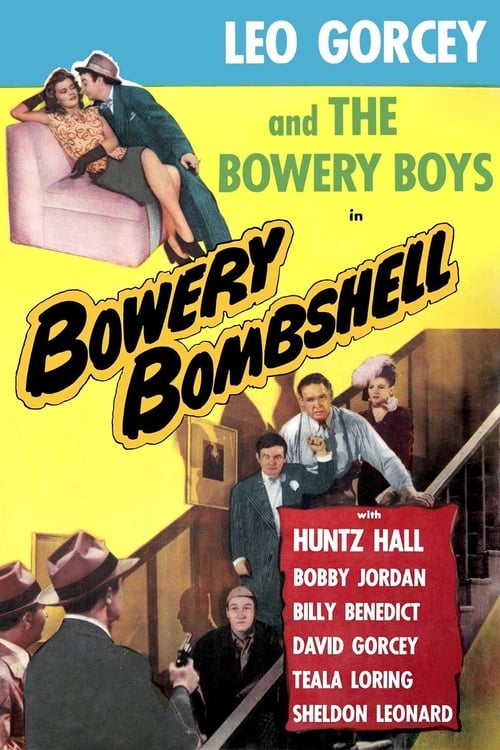 LEO GORCEY
and THE
BOWERY BOYS
in
BOWERY
BOMBSHELL
with
HUNTZ HALL
BOBBY JORDAN
BILLY BENEDICT
DAVID GORCEY
TEALA LORING
SHELDON LEONARD